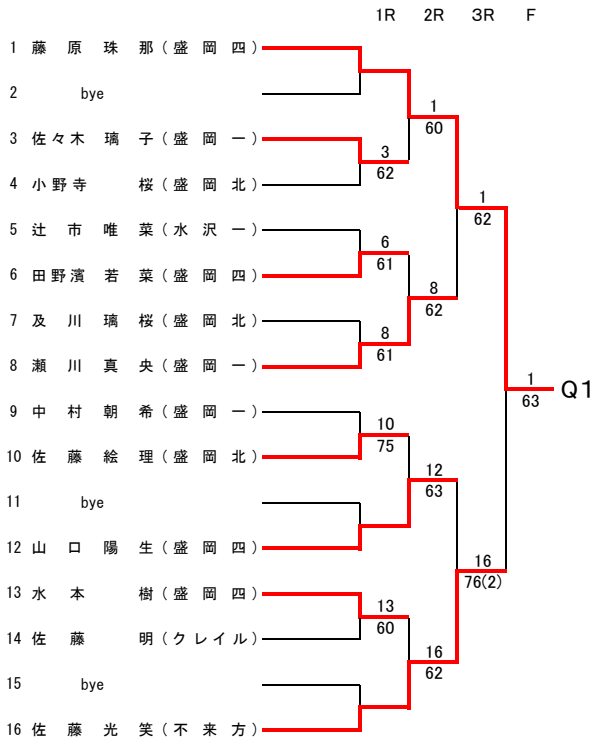 1R 2R 3R F
1 藤原 珠那(盛岡四)
2 bye
3 佐々木 璃子(盛岡一)
4 小野寺 桜(盛岡北)
5 辻市 唯菜(水沢一)
6 田野濱 若菜(盛岡四)
7 及川 璃桜(盛岡北)
8 瀬川 真央(盛岡一)
9 中村 朝希(盛岡一)
10 佐藤 絵理(盛岡北)
11 bye
12 山口 陽生(盛岡四)
13 水本 樹(盛岡四)
14 佐藤 明(クレイル)
15 bye
16 佐藤 光笑(不来方)
3
62
6
61
8
61
10
75
13
60
1
60
8
62
12
63
16
62
1
62
16
76(2)
1
63
Q1